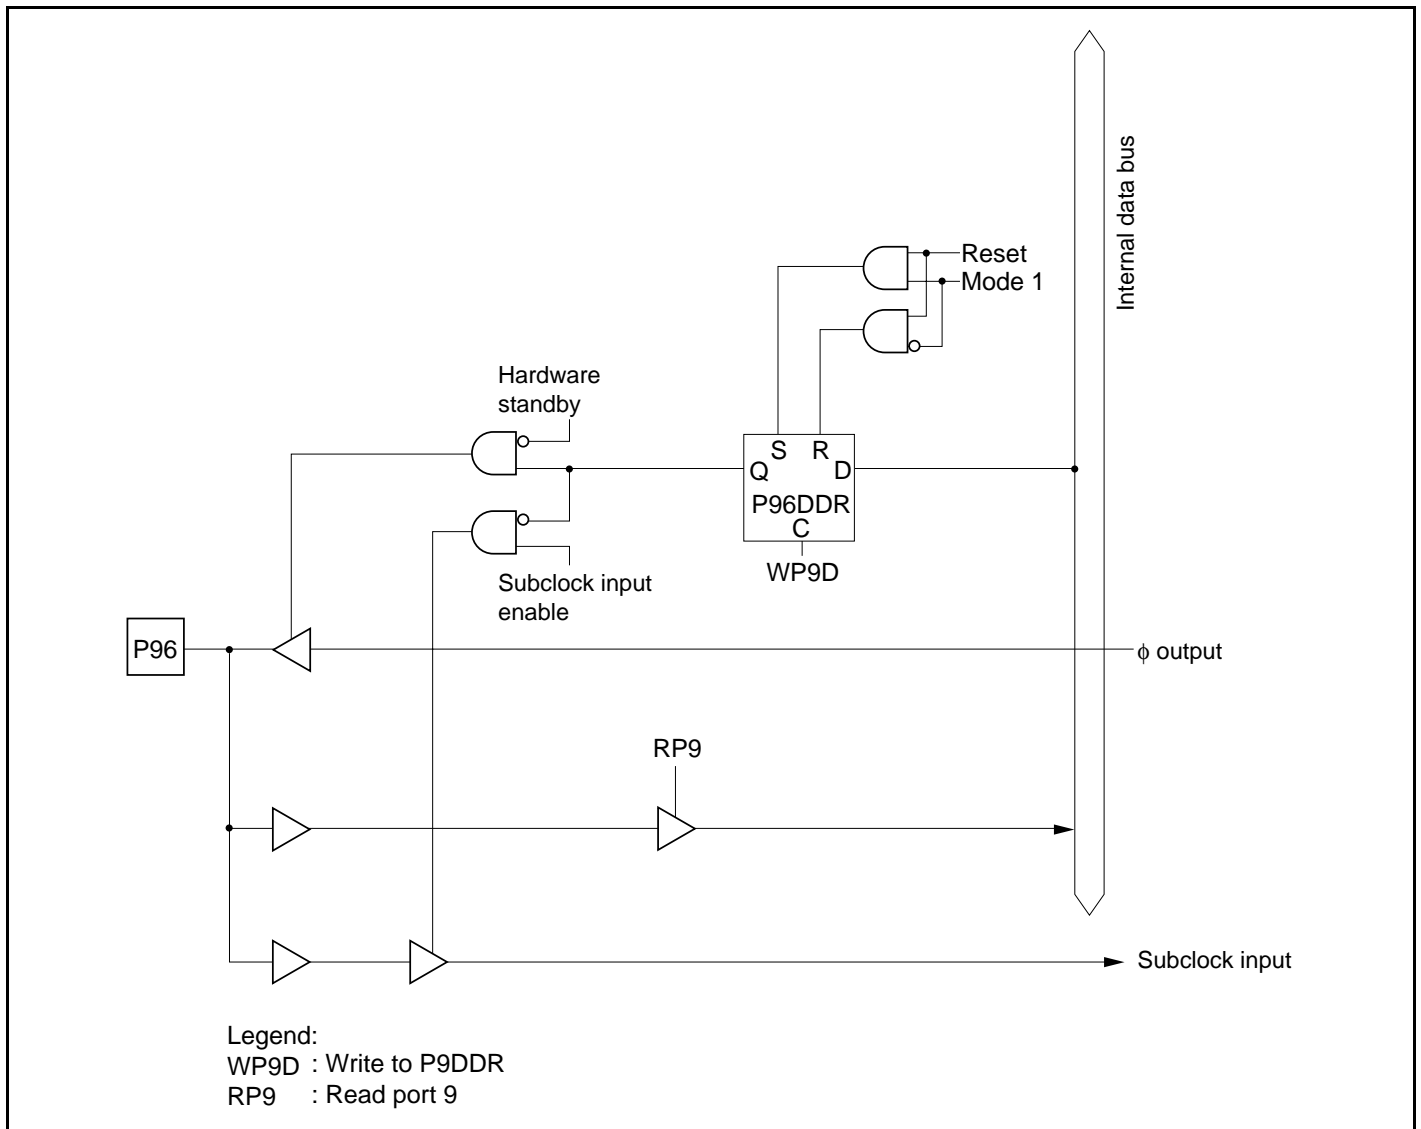 Internal data bus
Reset
Mode 1
Hardware
standby
S R
Q D
P96DDR
C
WP9D
Subclock input
enable
P96
ϕ output
RP9
Subclock input
Legend:
WP9D : Write to P9DDR
RP9 : Read port 9